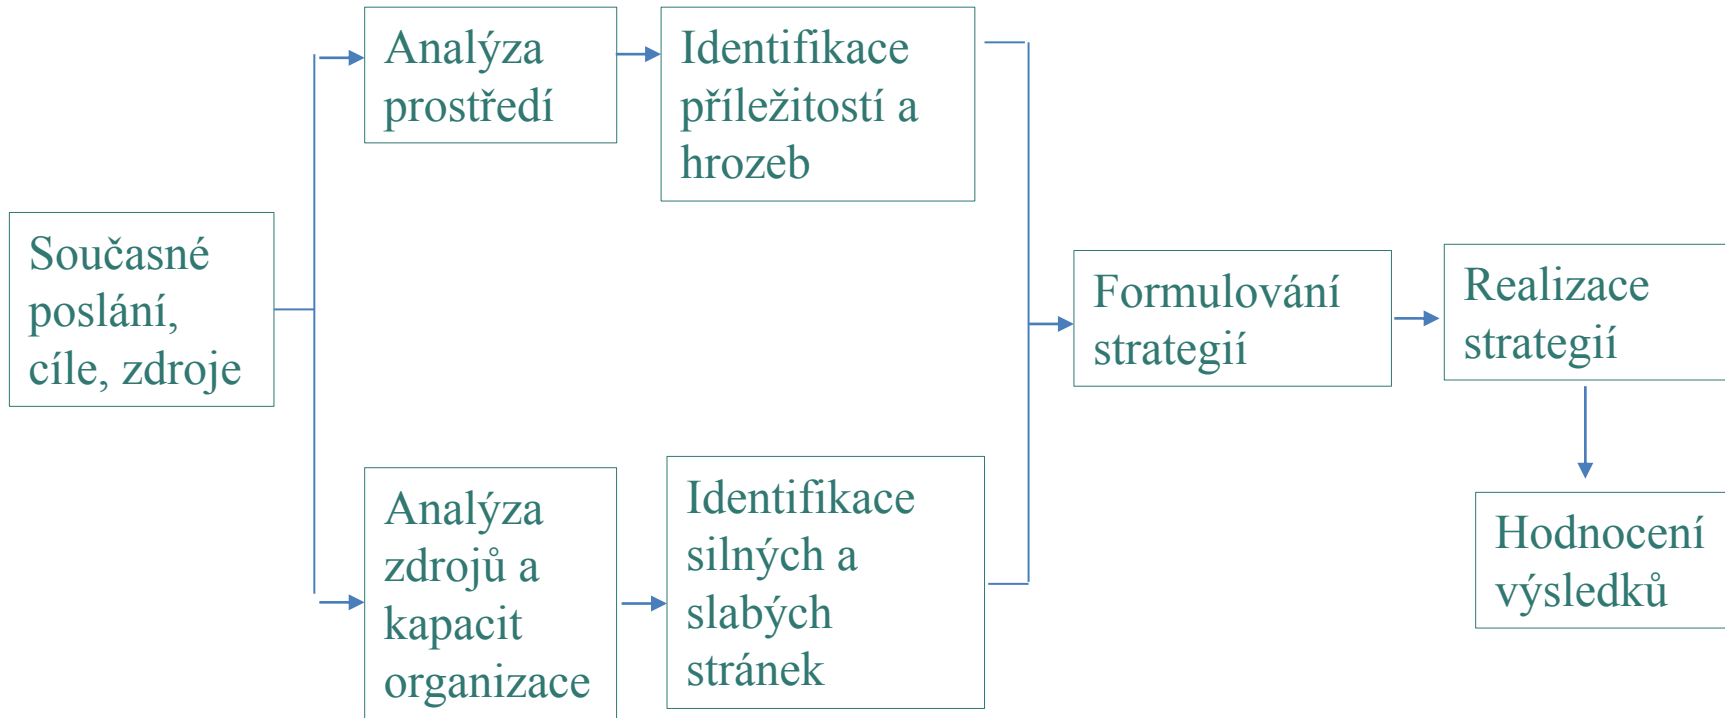 Současné
poslání,
cíle, zdroje
Analýza
prostředí
Identifikace
příležitostí a
hrozeb
Analýza
zdrojů a
kapacit
organizace
Identifikace
silných a
slabých
stránek
Formulování
strategií
Realizace
strategií
Hodnocení
výsledků